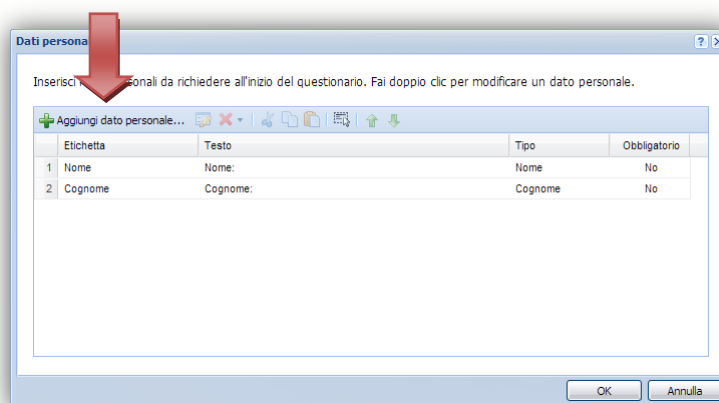 Dati persona
Inserisci onali da richiedere all'inizio del questionario. Fai doppio clic per modificare un dato personale.
Aggiungi dato personale...
Etichetta Testo Tipo Obbligatorio
1 Nome Nome: Nome No
2 Cognome Cognome: Cognome No
OK Annulla